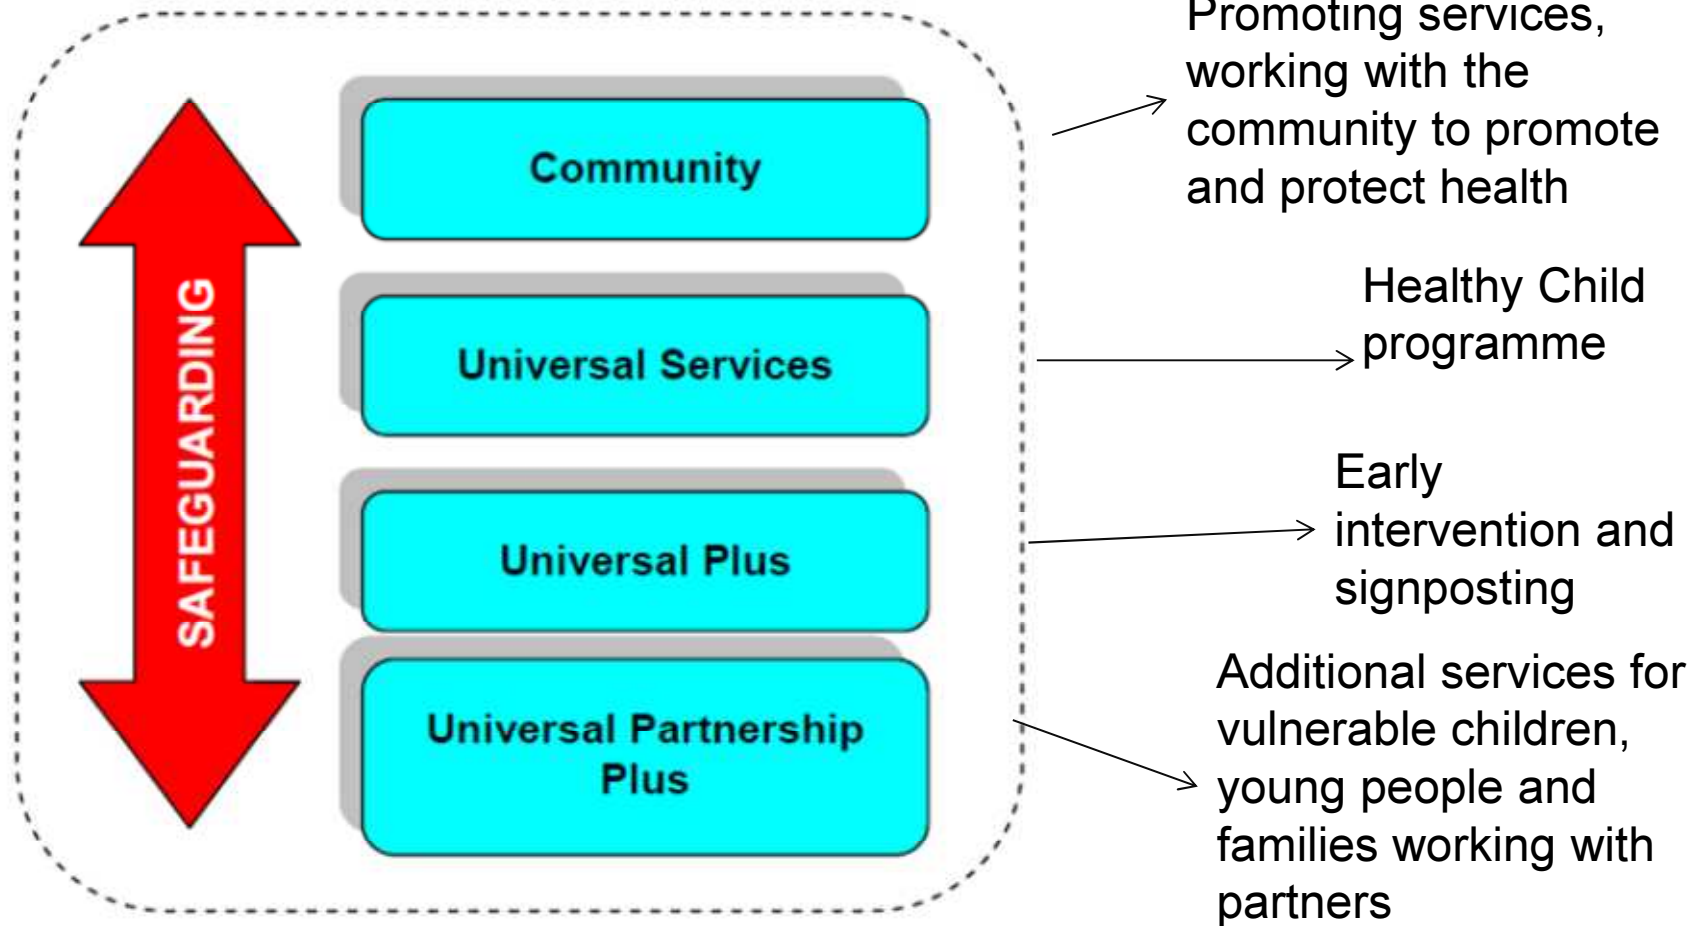 Promoting services,
working with the
community to promote
and protect health
Community
SAFEGUARDING
Healthy Child
programme
Universal Services
Early
intervention and
signposting
Universal Plus
Additional services for
vulnerable children,
young people and
families working with
partners
Universal Partnership
Plus